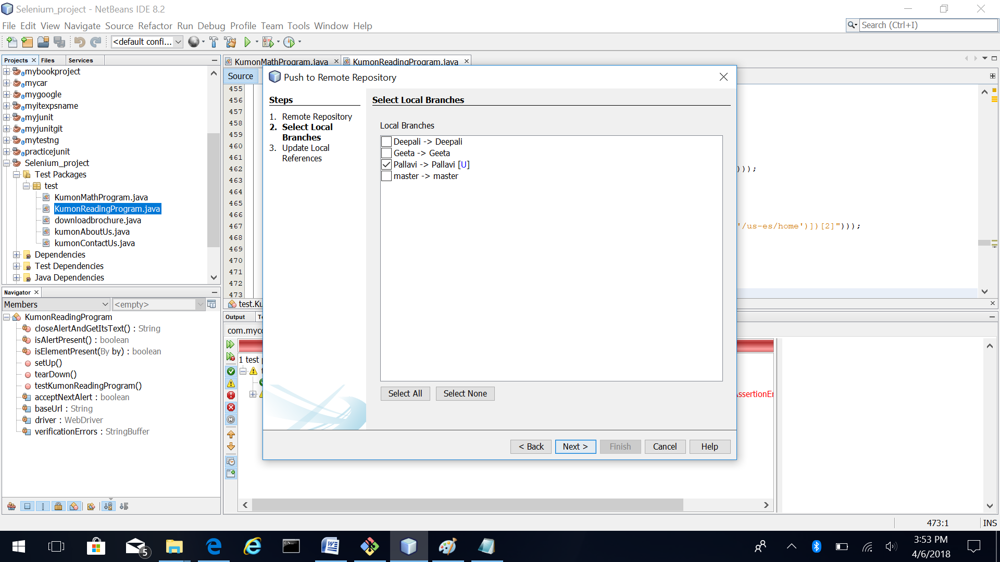 Selenium_project - NetBeans IDE 8.2
File Edit View Navigate Source Refactor Run Debug Profile Team Tools Window Help
Search (Ctrl+I)
<default confi...
Projects Files Services
KumonMathProgram.java KumonReadingProgram.java
mybookproject
mycar
mygoogle
myitexpsname
myjunit
myjunitgit
mytestng
practicejunit
Selenium_project
Test Packages
test
KumonMathProgram.java
KumonReadingProgram.java
downloadbrochure.java
kumonAboutUs.java
kumonContactUs.java
Dependencies
Test Dependencies
Java Dependencies
Navigator
Members
<empty>
KumonReadingProgram
closeAlertAndGetItsText() : String
isAlertPresent() : boolean
isElementPresent(By by) : boolean
setUp()
tearDown()
testKumonReadingProgram()
acceptNextAlert : boolean
baseUrl : String
driver : WebDriver
verificationErrors : StringBuffer
Source
455
456
457
458
459
460
461
462
463
464
465
466
467
468
469
470
471
472
473
)));
'/us-es/home')])[2]")));
test.Ku
Output
com.myco
1 test
AssertionEr
Push to Remote Repository
Steps
1. Remote Repository
2. Select Local
Branches
3. Update Local
References
Select Local Branches
Local Branches
Deepali -> Deepali
Geeta -> Geeta
Pallavi -> Pallavi [U]
master -> master
Select All Select None
< Back Next > Finish Cancel Help
473:1 INS
5
3:53 PM
4/6/2018